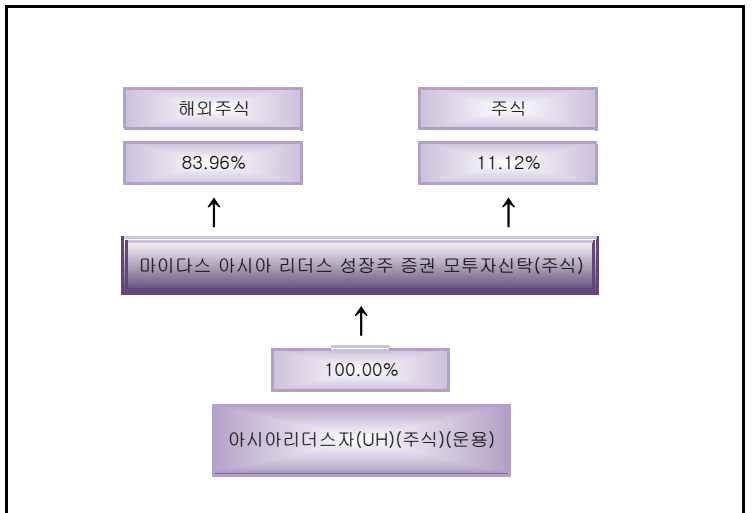 해외주식
주식
83.96%
11.12%
마이다스 아시아 리더스 성장주 증권 모투자신탁(주식)
100.00%
아시아리더스자(UH)(주식)(운용)